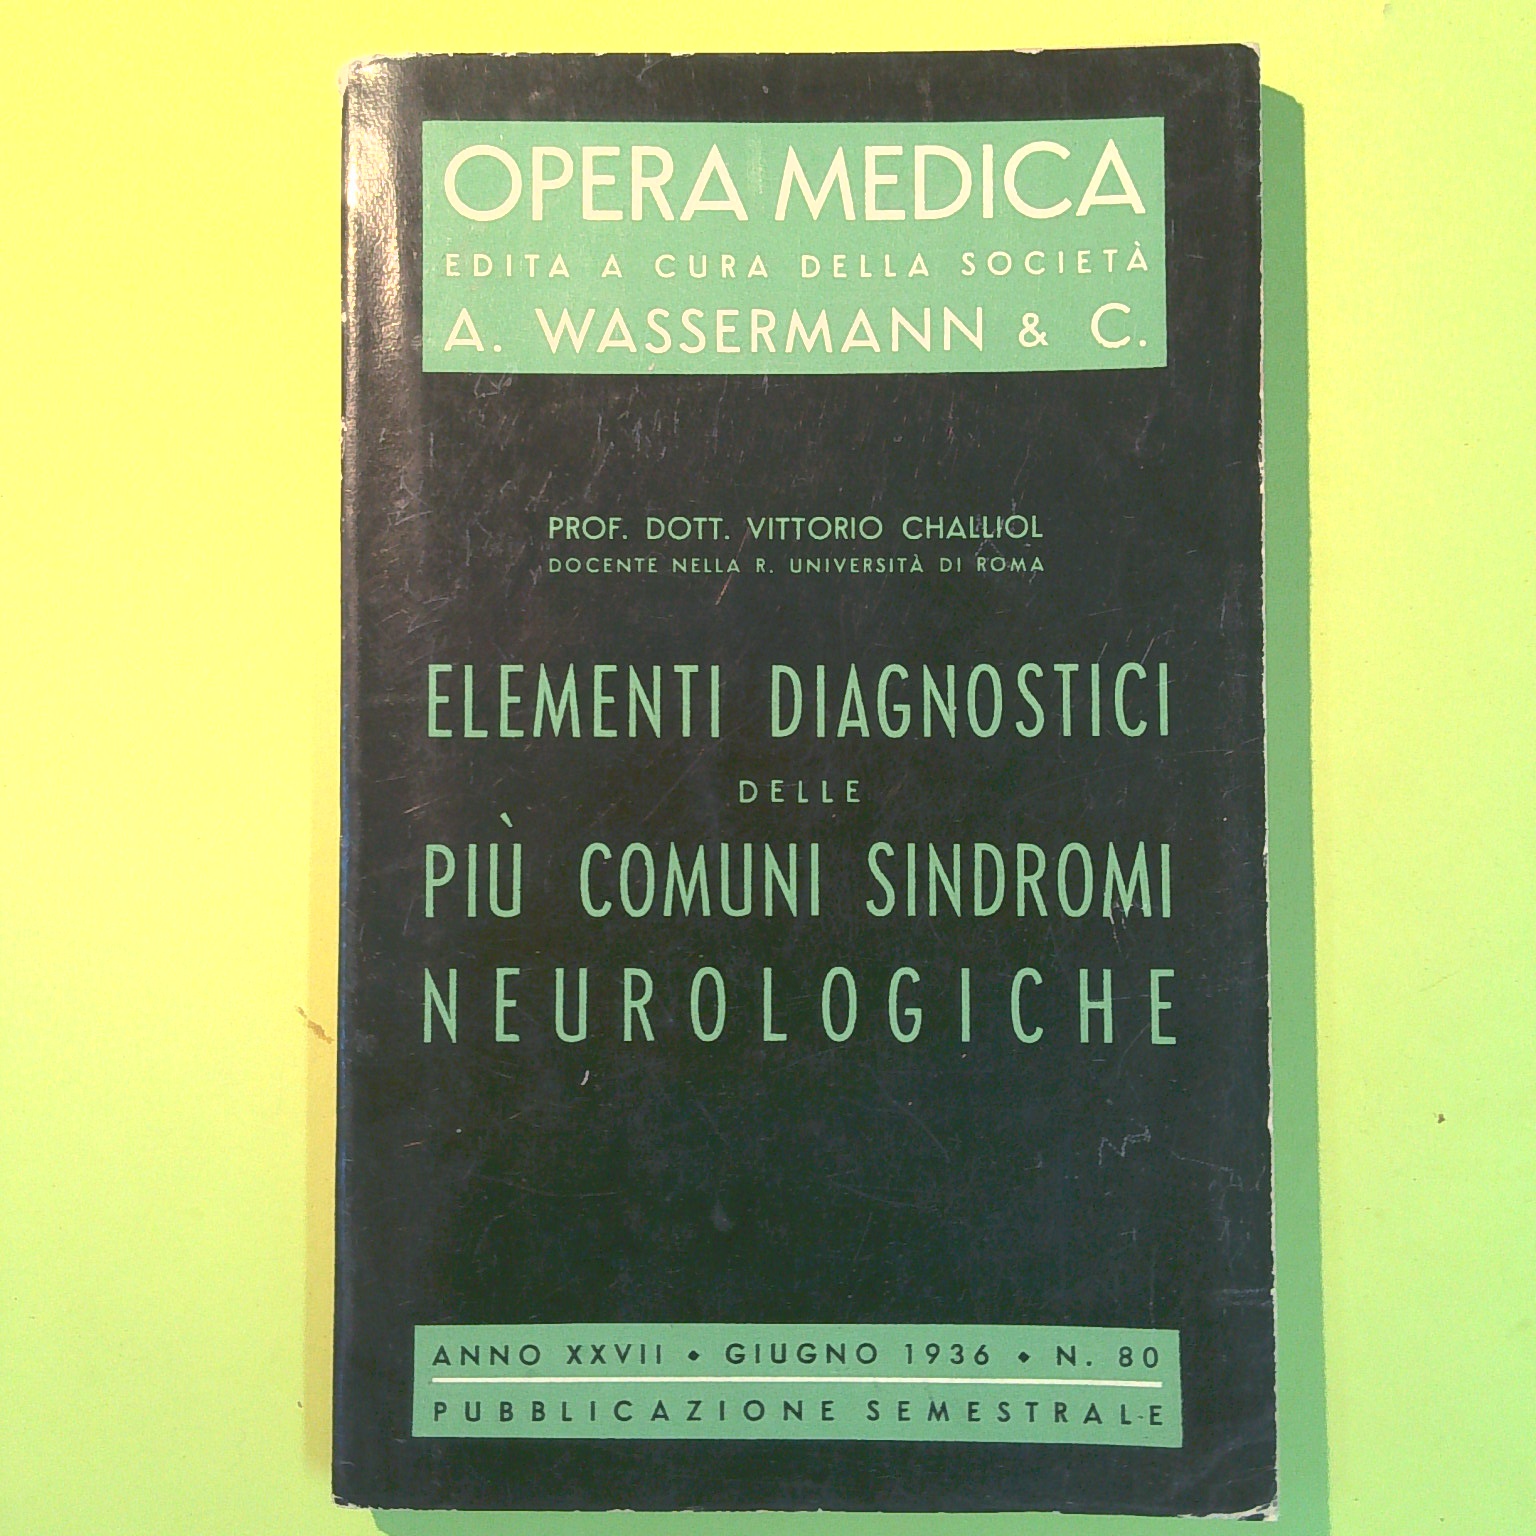 OPERA MEDICA
EDITA A CURA DELLA SOCIETÀ
A. WASSERMANN & C.
PROF. DOTT. VITTORIO CHALLIOL
DOCENTE NELLA R. UNIVERSITÀ DI ROMA
ELEMENTI DIAGNOSTICI
DELLE
PIÙ COMUNI SINDROMI
NEUROLOGICHE
ANNO XXVII • GIUGNO 1936 • N. 80
PUBBLICAZIONE SEMESTRALE